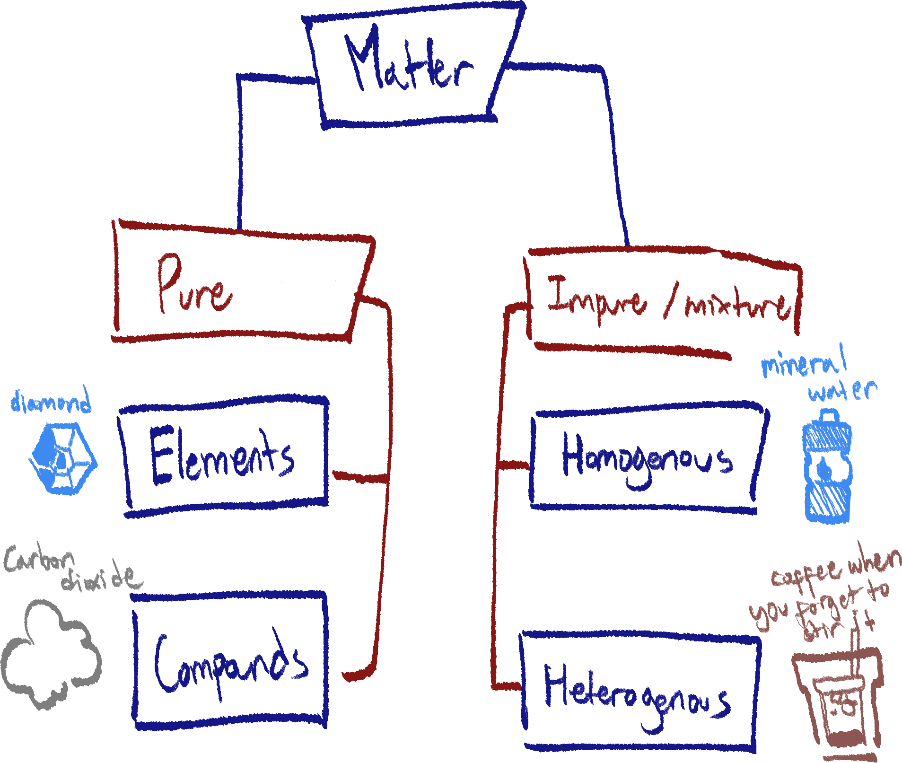 Matter
Pure
Impure / mixture
diamond
Elements
Carbon
dioxide
Compands
Homogenous
mineral
water
Heterogenous
coffee when
you forget to
stir it